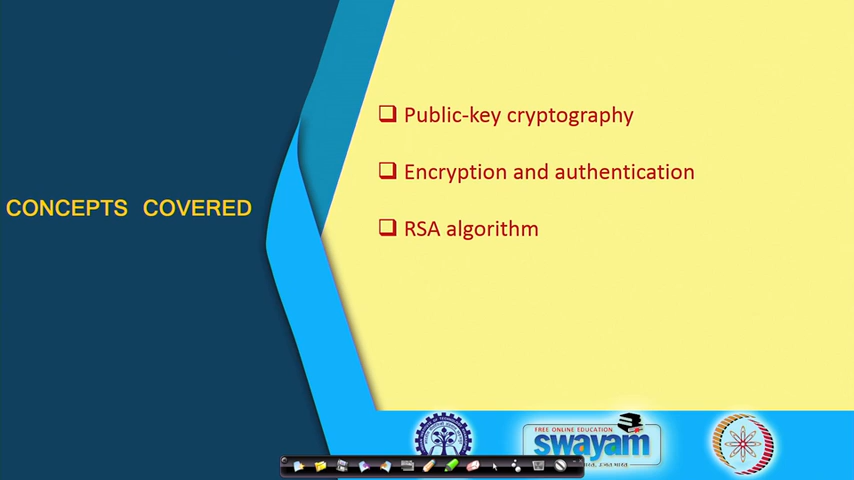 CONCEPTS COVERED
Public-key cryptography
Encryption and authentication
RSA algorithm
FREE ONLINE EDUCATION
swayam